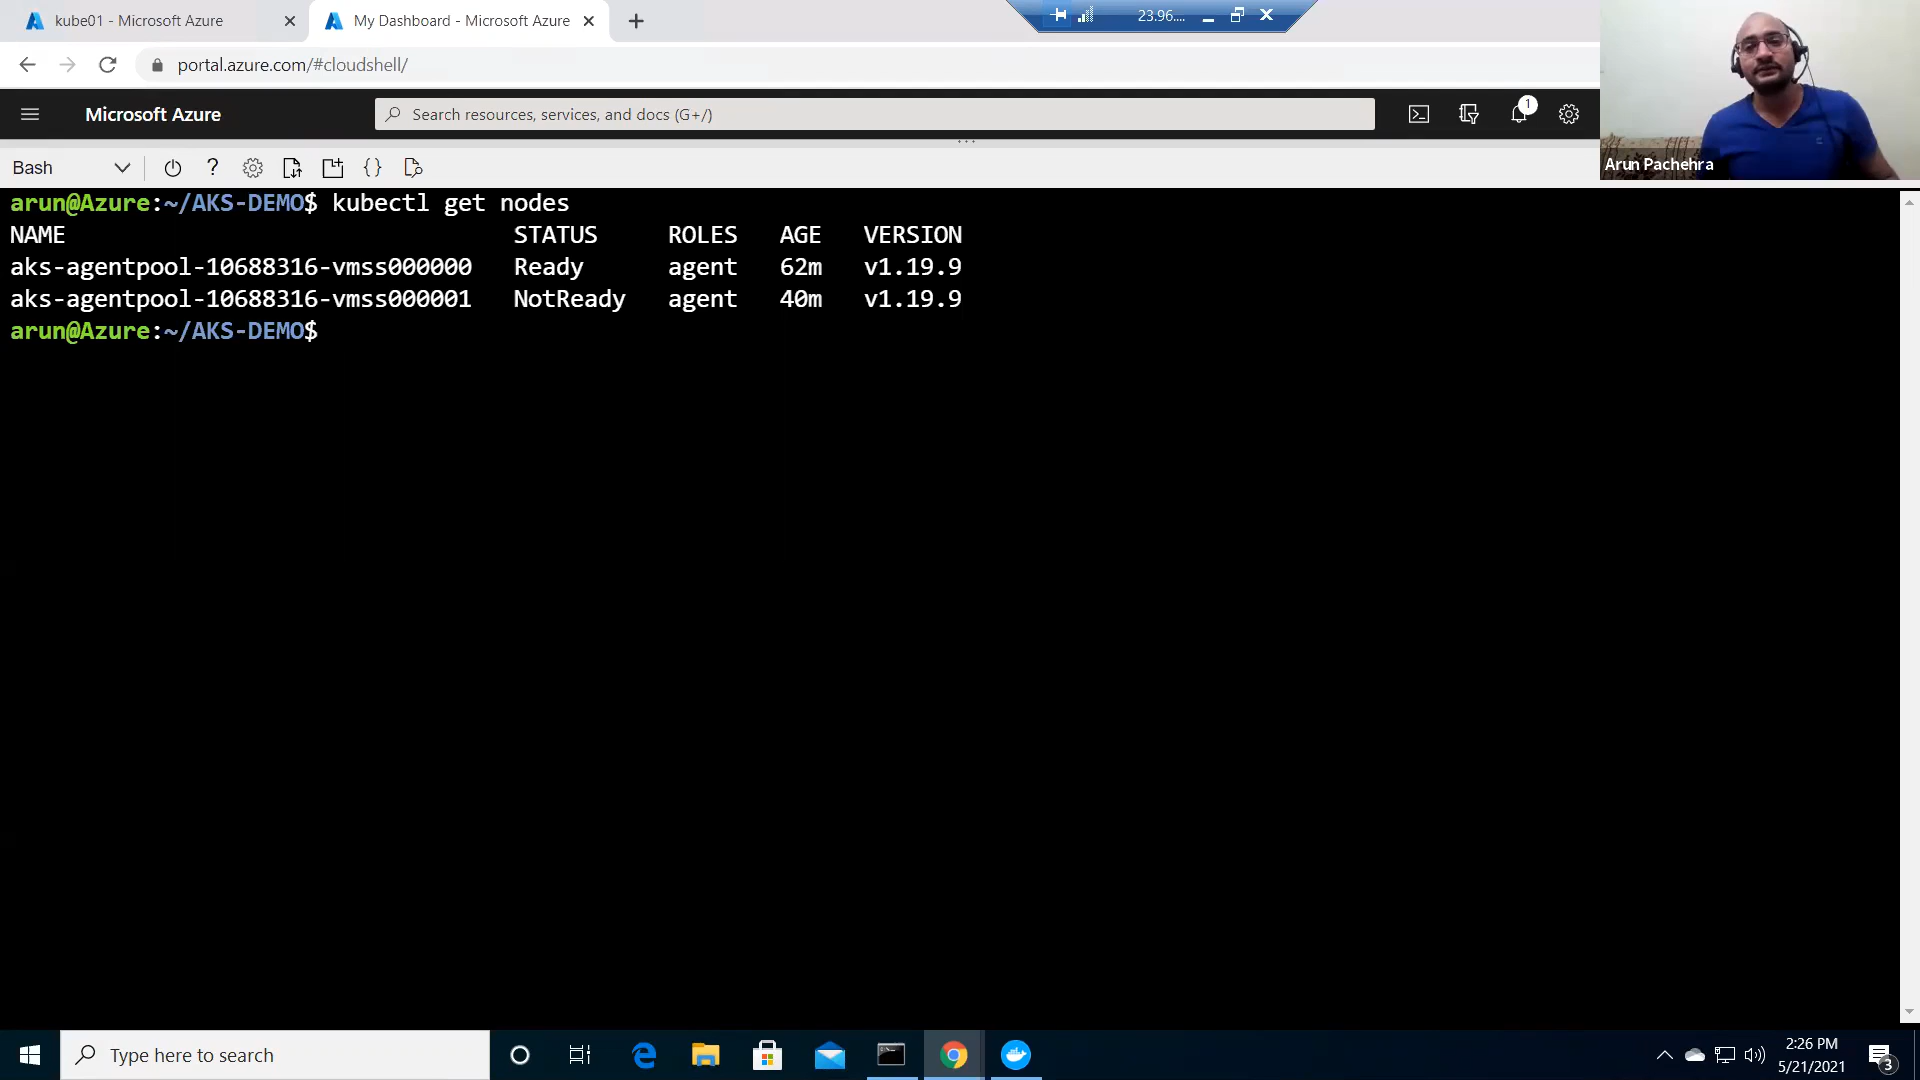 kube01 - Microsoft Azure
My Dashboard - Microsoft Azure
23.96....
portal.azure.com/#cloudshell/
Microsoft Azure
Search resources, services, and docs (G+/)
1
Arun Pachehra
Bash
arun@Azure:~/AKS-DEMO$ kubectl get nodes
NAME STATUS ROLES AGE VERSION
aks-agentpool-10688316-vmss000000 Ready agent 62m v1.19.9
aks-agentpool-10688316-vmss000001 NotReady agent 40m v1.19.9
arun@Azure:~/AKS-DEMO$
Type here to search
2:26 PM
5/21/2021
3